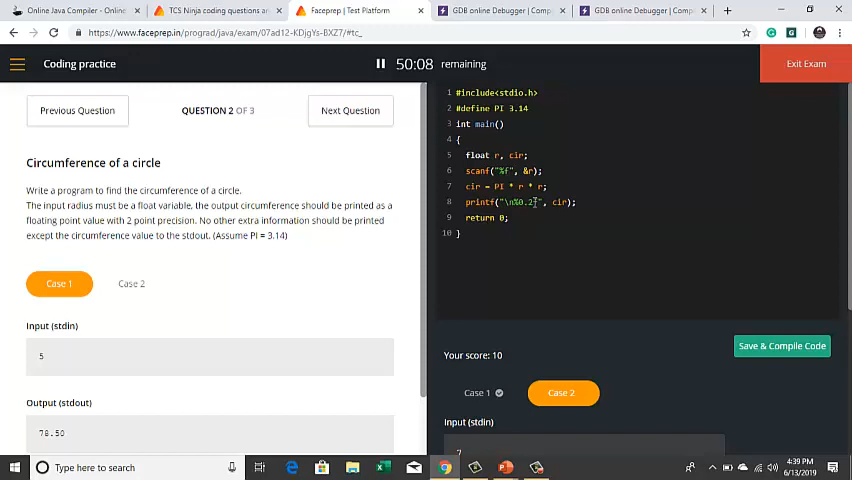 Online Java Compiler - Online
TCS Ninja coding questions an
Faceprep | Test Platform
GDB online Debugger | Comp
GDB online Debugger | Comp
https://www.faceprep.in/prograd/java/exam/07ad12-KDjgYs-BXZ7/#tc_
Coding practice
50:08 remaining
Exit Exam
Previous Question
QUESTION 2 OF 3
Next Question
Circumference of a circle
Write a program to find the circumference of a circle.
The input radius must be a float variable, the output circumference should be printed as a
floating point value with 2 point precision. No other extra information should be printed
except the circumference value to the stdout. (Assume PI = 3.14)
Case 1
Case 2
Input (stdin)
5
Output (stdout)
78.50
1 #include<stdio.h>
2 #define PI 3.14
3 int main()
4 {
5 float r, cir;
6 scanf("%f", &r);
7 cir = PI * r * r;
8 printf("\n%0.2f", cir);
9 return 0;
10 }
Save & Compile Code
Your score: 10
Case 1
Case 2
Input (stdin)
7
Type here to search
4:39 PM
6/13/2019